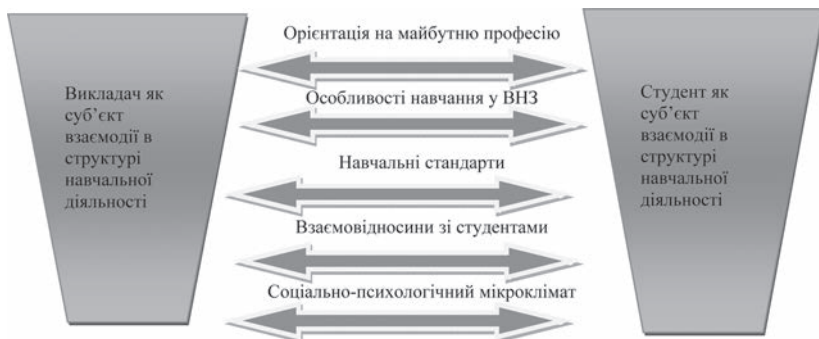 Викладач як
суб’єкт
взаємодії в
структурі
навчальної
діяльності
Орієнтація на майбутню професію
Особливості навчання у ВНЗ
Навчальні стандарти
Взаємовідносини зі студентами
Соціально-психологічний мікроклімат
Студент як
суб’єкт
взаємодії в
структурі
навчальної
діяльності